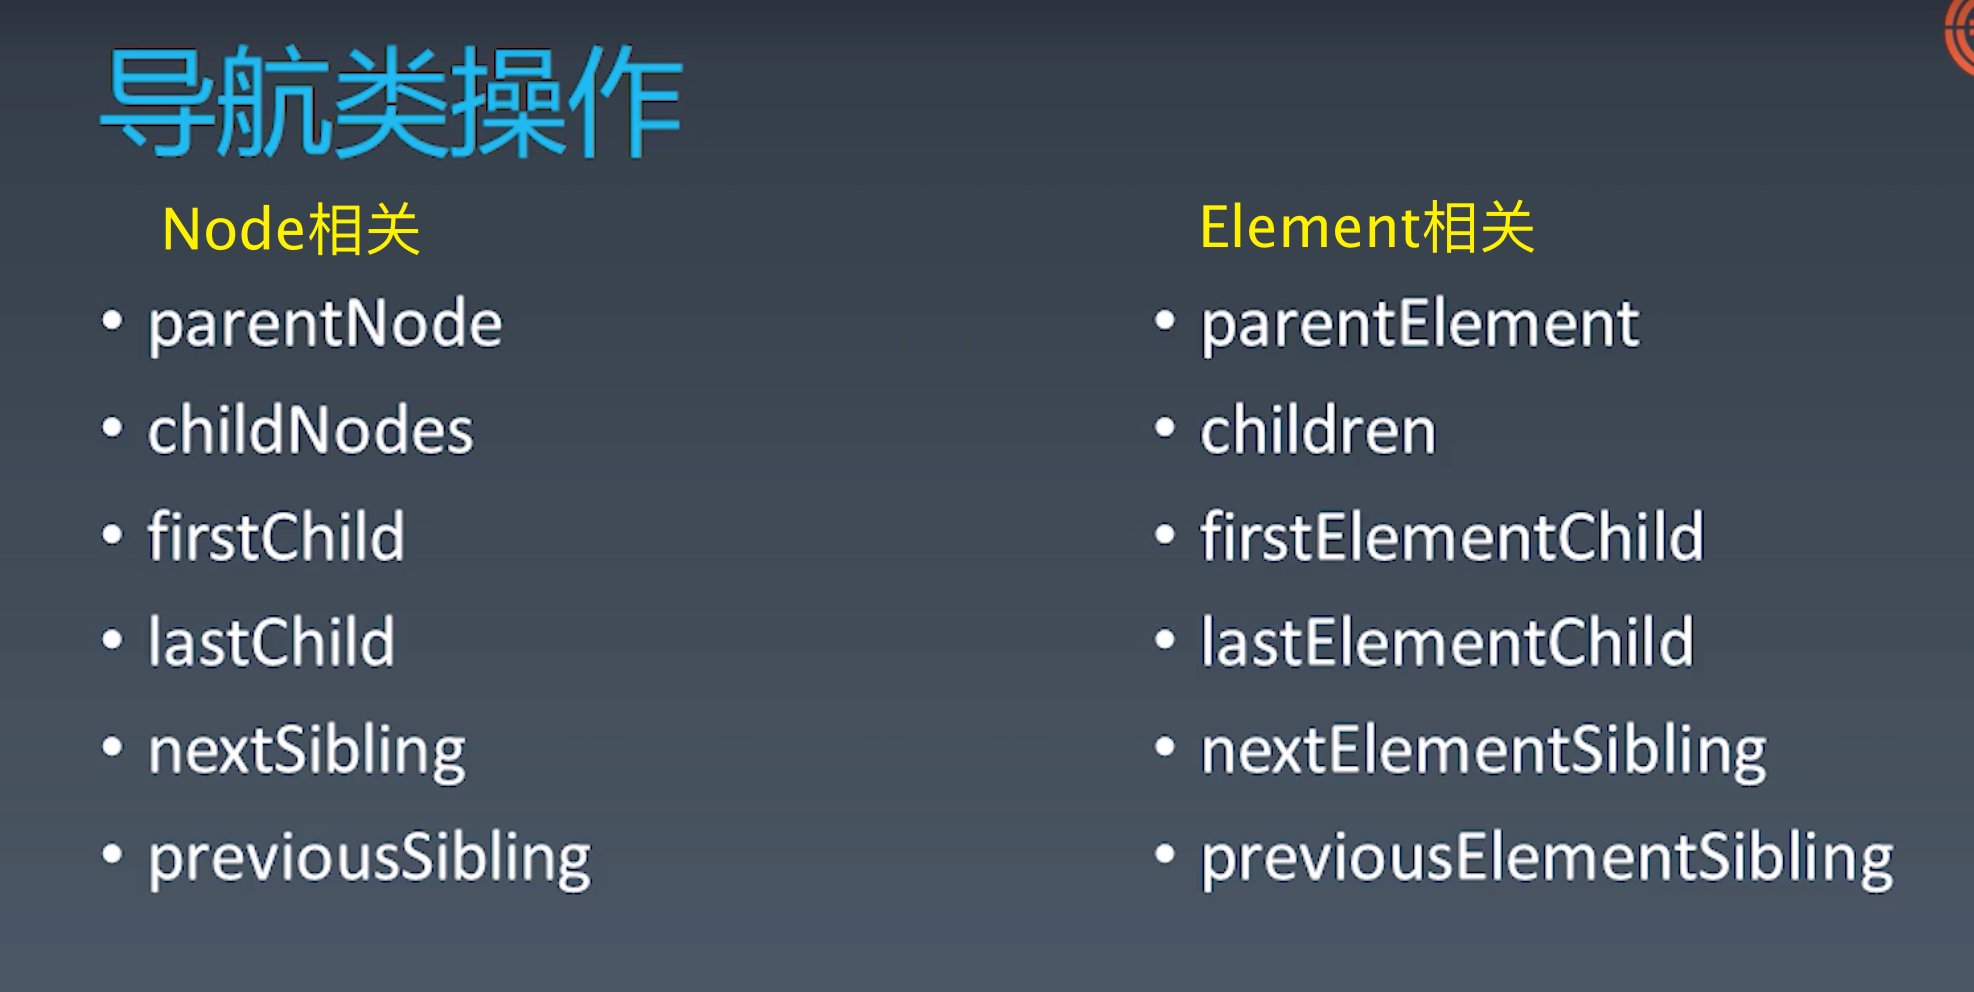 导航类操作
Node相关
• parentNode
• childNodes
• firstChild
• lastChild
• nextSibling
• previousSibling
Element相关
• parentElement
• children
• firstElementChild
• lastElementChild
• nextElementSibling
• previousElementSibling